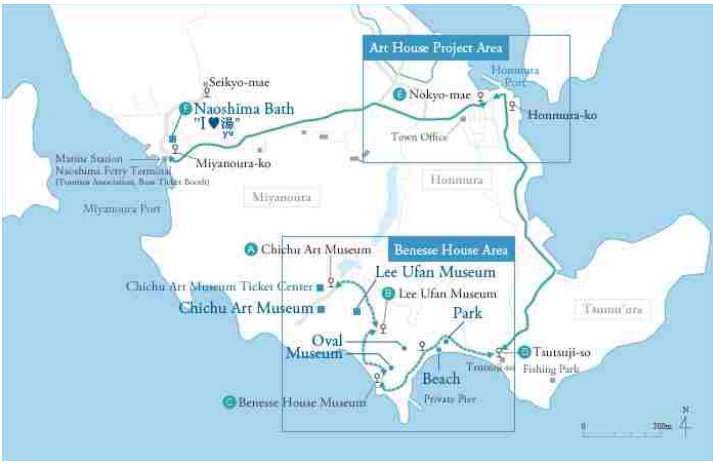 Art House Project Area
Honmura
Port
Seikyo-mae
E Nokyo-mae
F Naoshima Bath
"I♥湯"
Honmura-ko
Town Office
Miyanoura-ko
Marine Station
Naoshima Ferry Terminal
(Tourism Association, Boat Ticket Booth)
Miyanoura
Honmura
Miyanoura Port
Benesse House Area
A Chichu Art Museum
Lee Ufan Museum
Chichu Art Museum Ticket Center
B Lee Ufan Museum
Chichu Art Museum
Tsumu'ura
Park
Oval
Museum
D Tsutsuji-so
Tsutsuji-so
Fishing Park
Beach
Private Pier
C Benesse House Museum
N
0